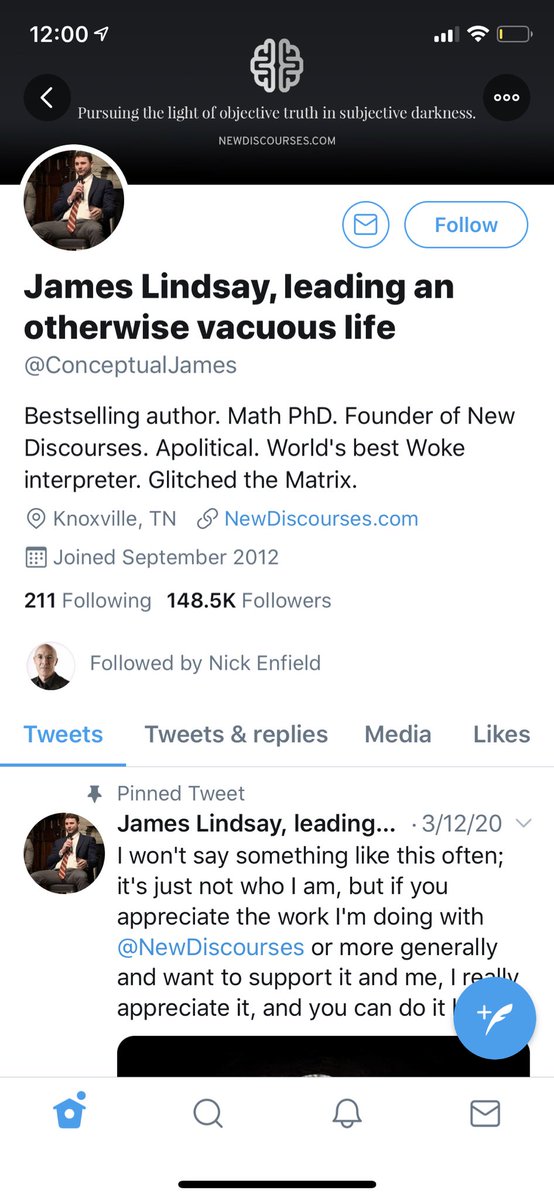 12:00
Pursuing the light of objective truth in subjective darkness.
NEWDISCOURSES.COM
Follow
James Lindsay, leading an
otherwise vacuous life
@ConceptualJames
Bestselling author. Math PhD. Founder of New
Discourses. Apolitical. World's best Woke
interpreter. Glitched the Matrix.
Knoxville, TN NewDiscourses.com
Joined September 2012
211 Following 148.5K Followers
Followed by Nick Enfield
Tweets Tweets & replies Media Likes
Pinned Tweet
James Lindsay, leading... · 3/12/20
I won't say something like this often;
it's just not who I am, but if you
appreciate the work I'm doing with
@NewDiscourses or more generally
and want to support it and me, I really
appreciate it, and you can do it